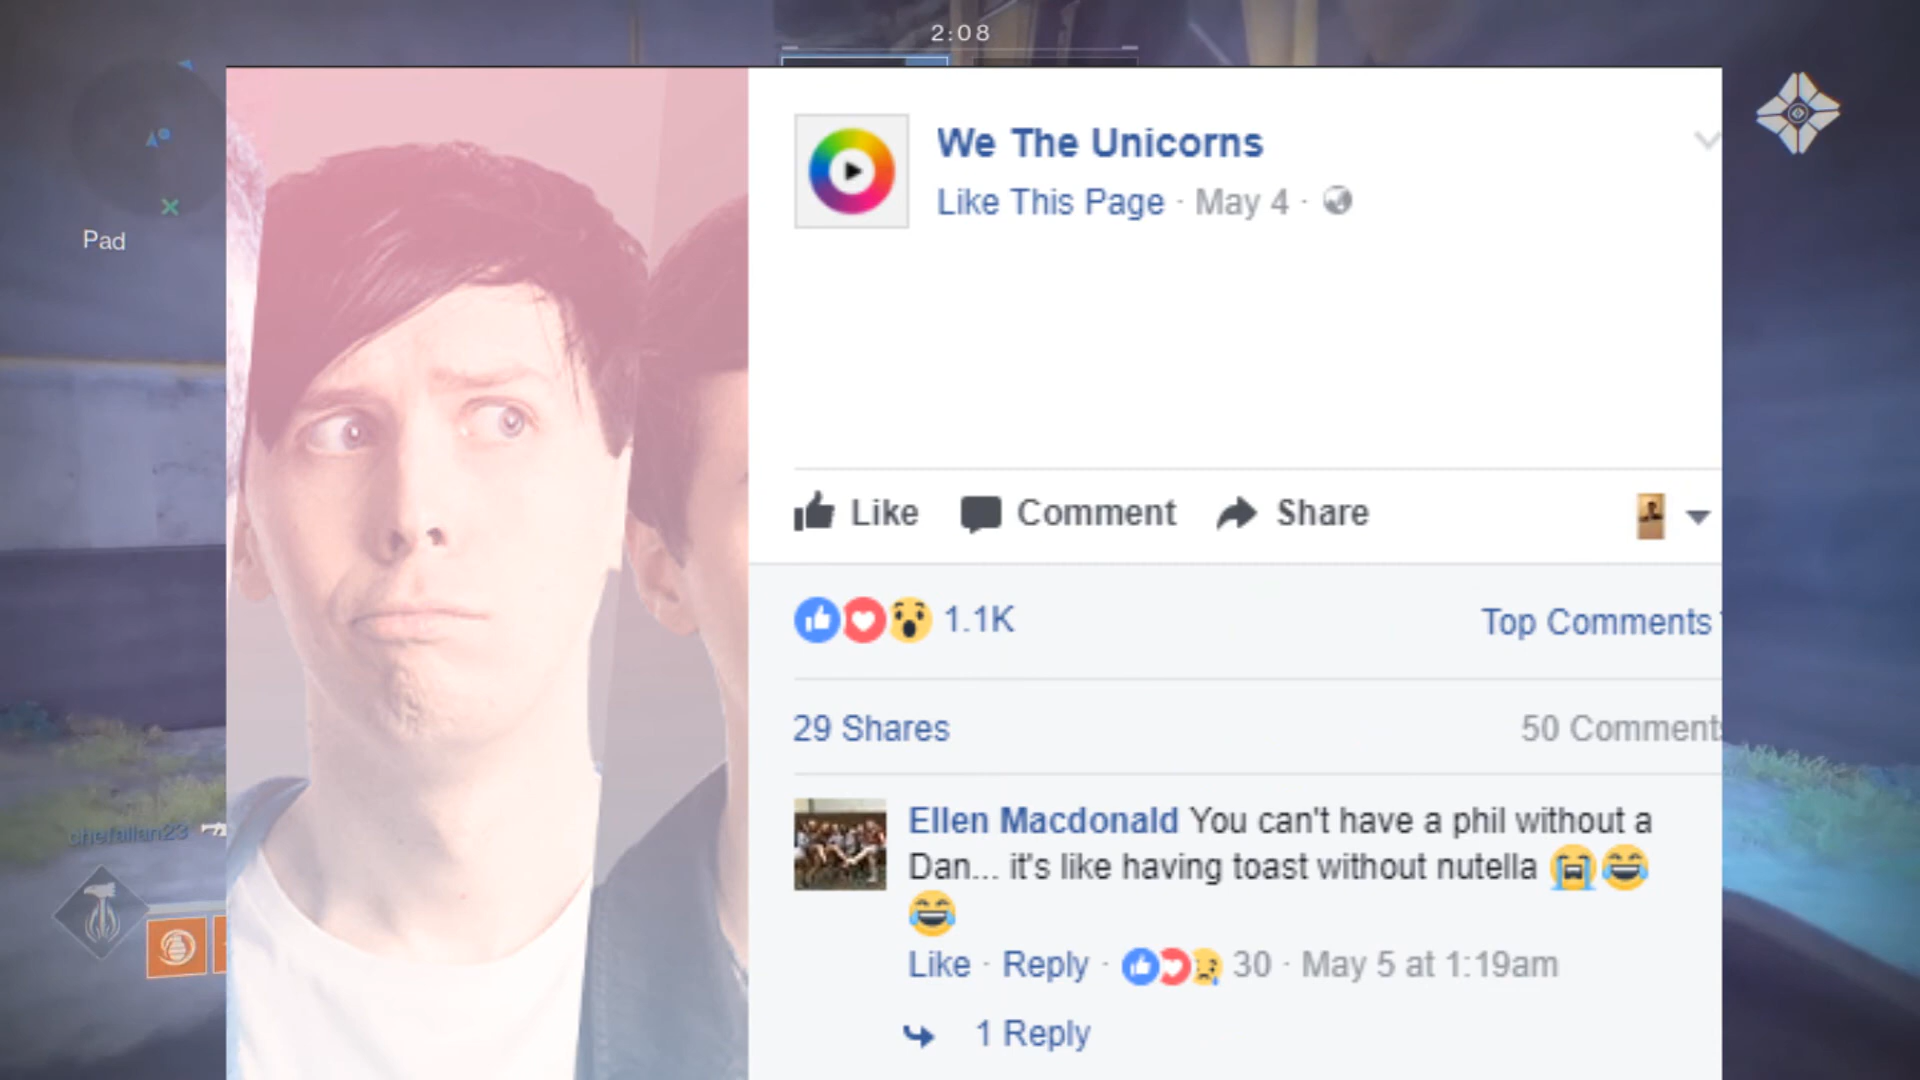 2:08
Pad
We The Unicorns
Like This Page · May 4 ·
Like Comment Share
1.1K Top Comments
29 Shares 50 Comment
Ellen Macdonald You can't have a phil without a
Dan... it's like having toast without nutella 😭😂
😂
Like · Reply · 30 · May 5 at 1:19am
1 Reply
chefallan23